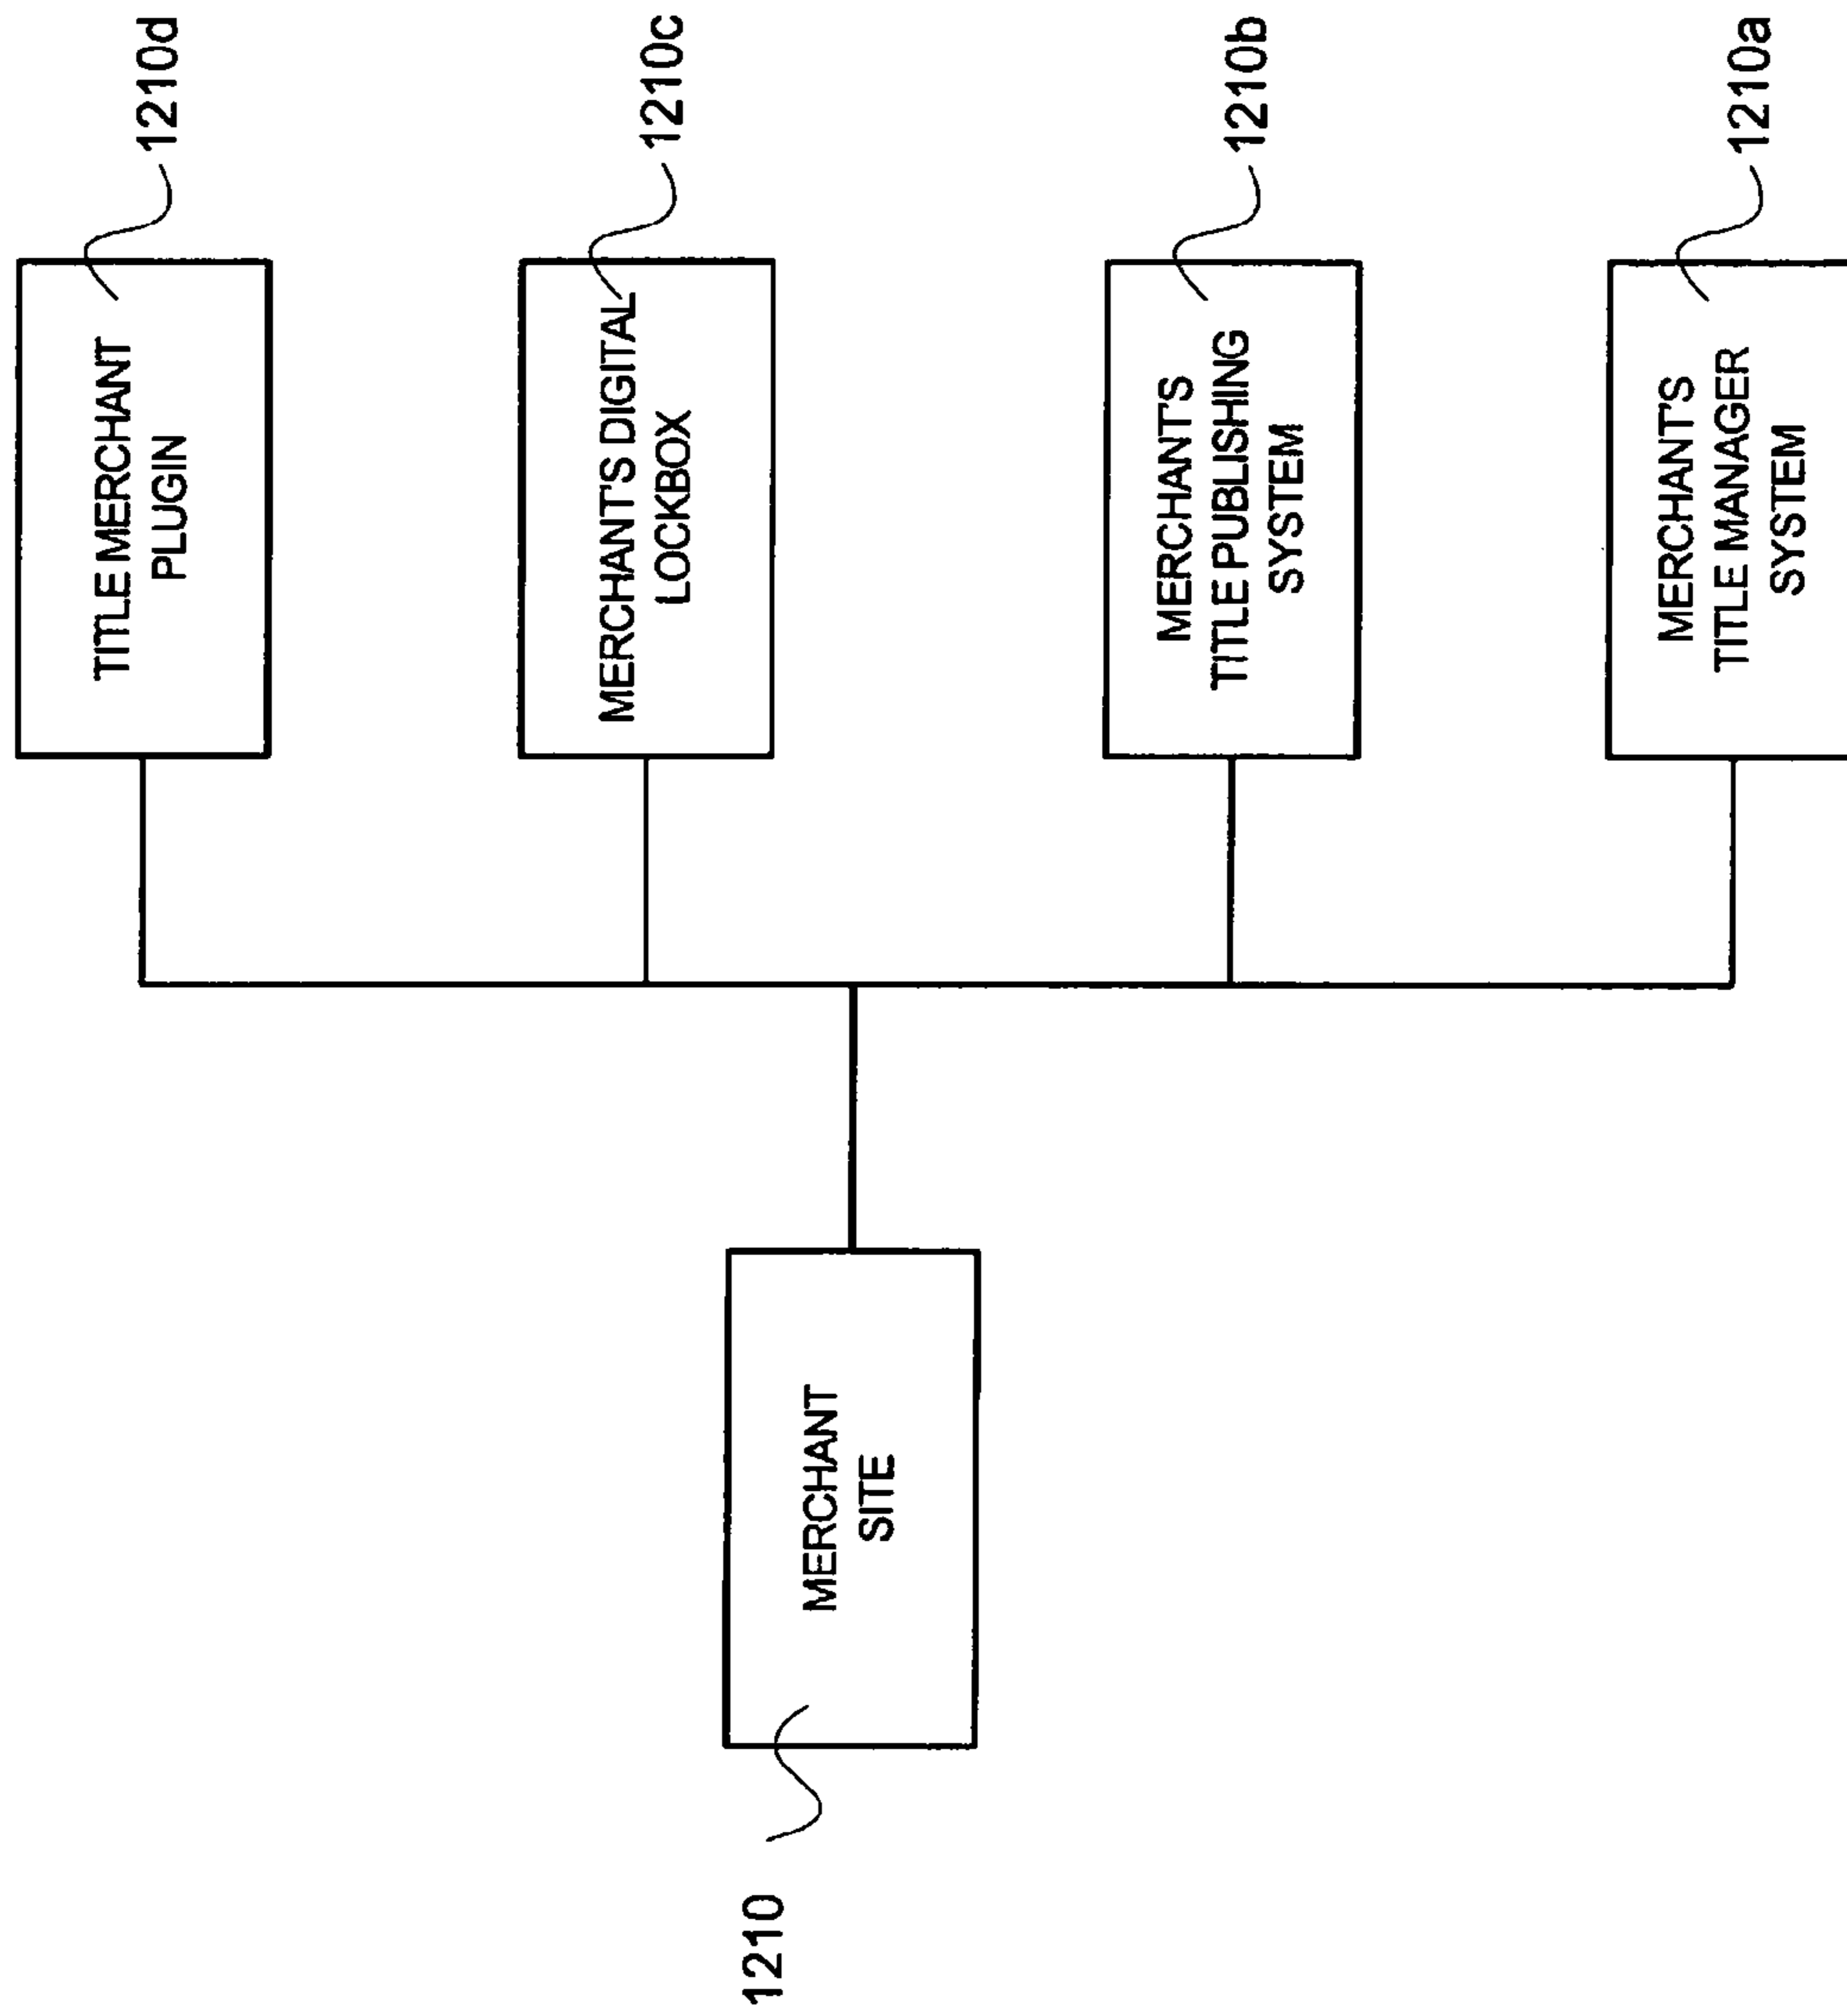 TITLE MERCHANT
PLUGIN
1210d
MERCHANT'S DIGITAL
LOCKBOX
1210c
1210
MERCHANT
SITE
MERCHANT'S
TITLE PUBLISHING
SYSTEM
1210b
MERCHANT'S
TITLE MANAGER
SYSTEM
1210a